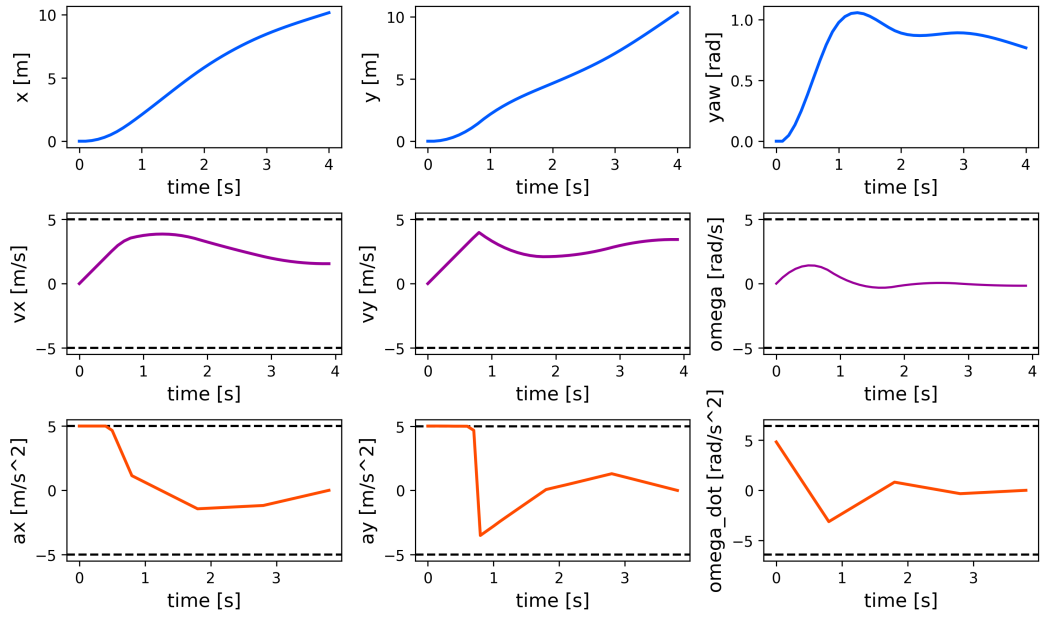 x [m]
10
5
0
0 1 2 3 4
time [s]
y [m]
10
5
0
0 1 2 3 4
time [s]
yaw [rad]
1.0
0.5
0.0
0 1 2 3 4
time [s]
vx [m/s]
5
0
−5
0 1 2 3 4
time [s]
vy [m/s]
5
0
−5
0 1 2 3 4
time [s]
omega [rad/s]
5
0
−5
0 1 2 3 4
time [s]
ax [m/s^2]
5
0
−5
0 1 2 3
time [s]
ay [m/s^2]
5
0
−5
0 1 2 3
time [s]
omega_dot [rad/s^2]
5
0
−5
0 1 2 3
time [s]